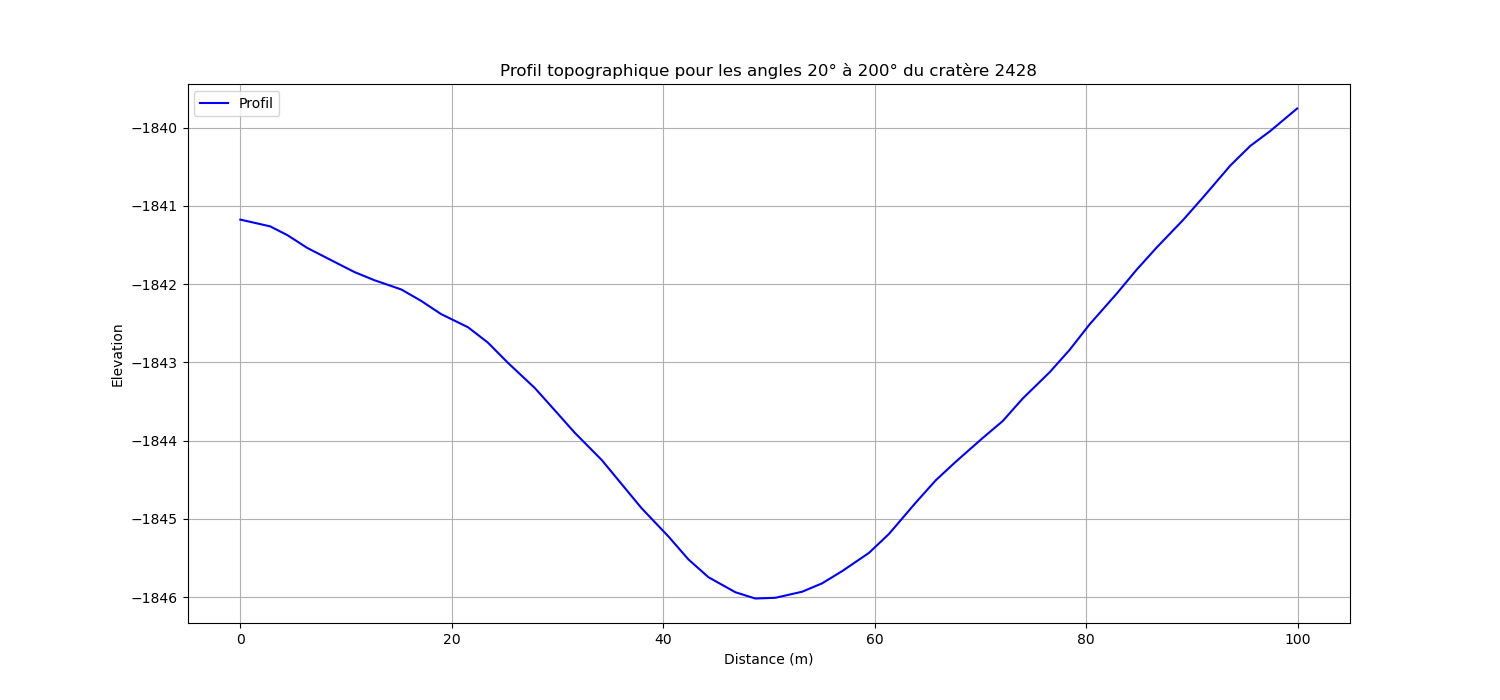 Profil topographique pour les angles 20° à 200° du cratère 2428
Profil
−1840
−1841
−1842
−1843
−1844
−1845
−1846
Elevation
0 20 40 60 80 100
Distance (m)